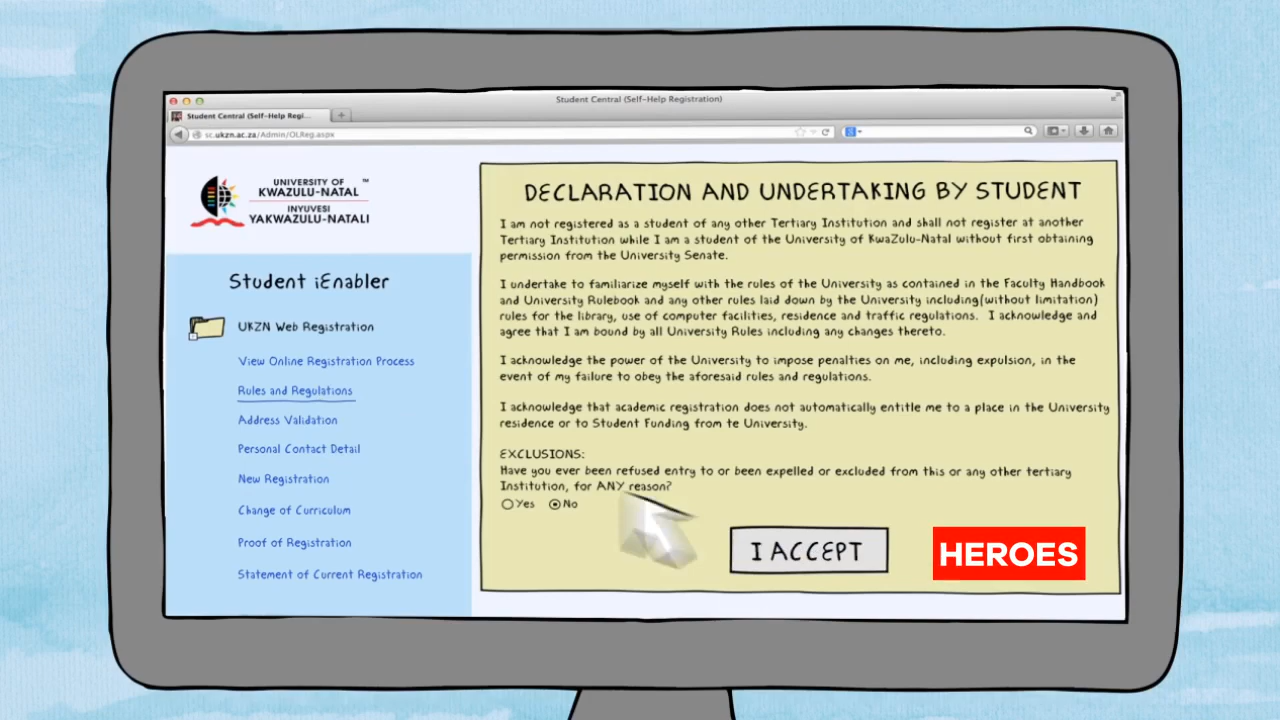 Student Central (Self-Help Registration)
Student Central (Self-Help Regi...
sc.ukzn.ac.za/Admin/OLReg.aspx
UNIVERSITY OF
KWAZULU-NATAL™
INYUVESI
YAKWAZULU-NATALI
Student iEnabler
UKZN Web Registration
View Online Registration Process
Rules and Regulations
Address Validation
Personal Contact Detail
New Registration
Change of Curriculum
Proof of Registration
Statement of Current Registration
DECLARATION AND UNDERTAKING BY STUDENT
I am not registered as a student of any other Tertiary Institution and shall not register at another
Tertiary Institution while I am a student of the University of KwaZulu-Natal without first obtaining
permission from the University Senate.
I undertake to familiarize myself with the rules of the University as contained in the Faculty Handbook
and University Rulebook and any other rules laid down by the University including(without limitation)
rules for the library, use of computer facilities, residence and traffic regulations. I acknowledge and
agree that I am bound by all University Rules including any changes thereto.
I acknowledge the power of the University to impose penalties on me, including expulsion, in the
event of my failure to obey the aforesaid rules and regulations.
I acknowledge that academic registration does not automatically entitle me to a place in the University
residence or to Student Funding from te University.
EXCLUSIONS:
Have you ever been refused entry to or been expelled or excluded from this or any other tertiary
Institution, for ANY reason?
Yes No
I ACCEPT
HEROES